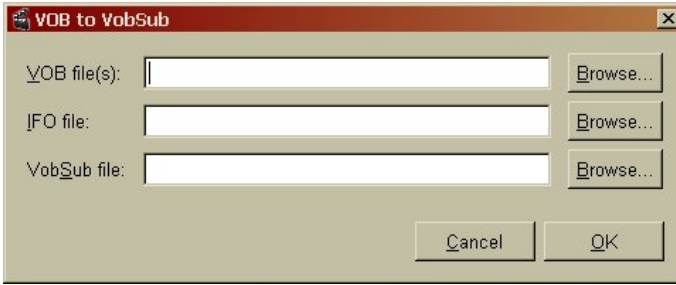 VOB to VobSub
VOB file(s):
Browse...
IFO file:
Browse...
VobSub file:
Browse...
Cancel
OK